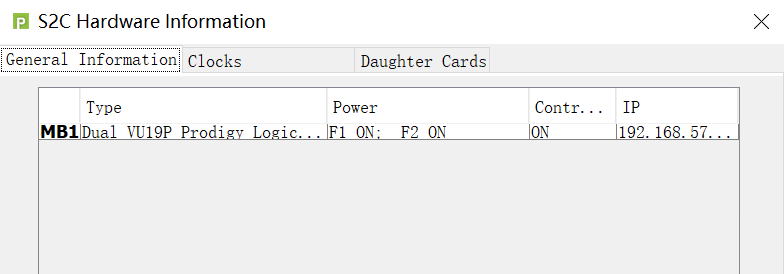 S2C Hardware Information
General Information Clocks Daughter Cards
Type Power Contr... IP
MB1 Dual VU19P Prodigy Logic... F1 ON; F2 ON ON 192.168.57...